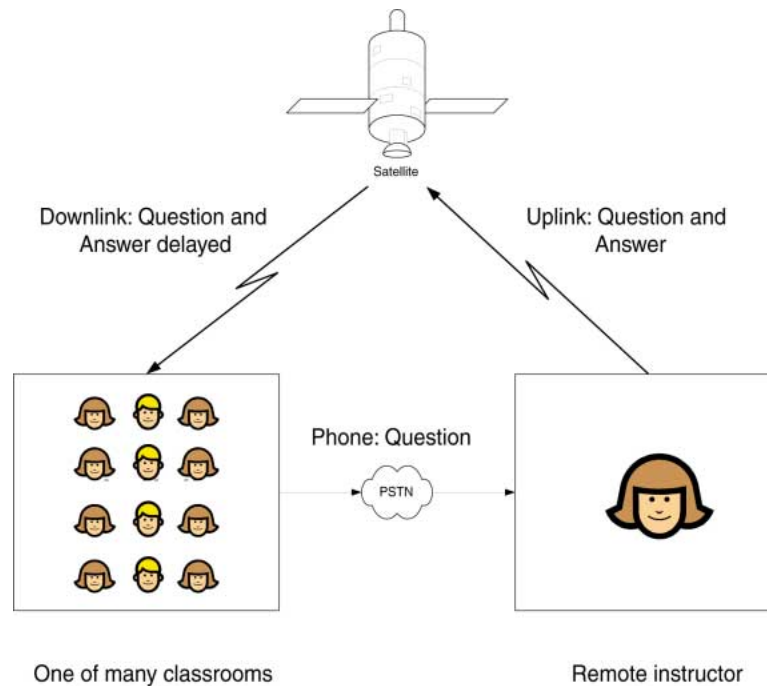 Satellite
Downlink: Question and
Answer delayed
Uplink: Question and
Answer
Phone: Question
PSTN
One of many classrooms
Remote instructor